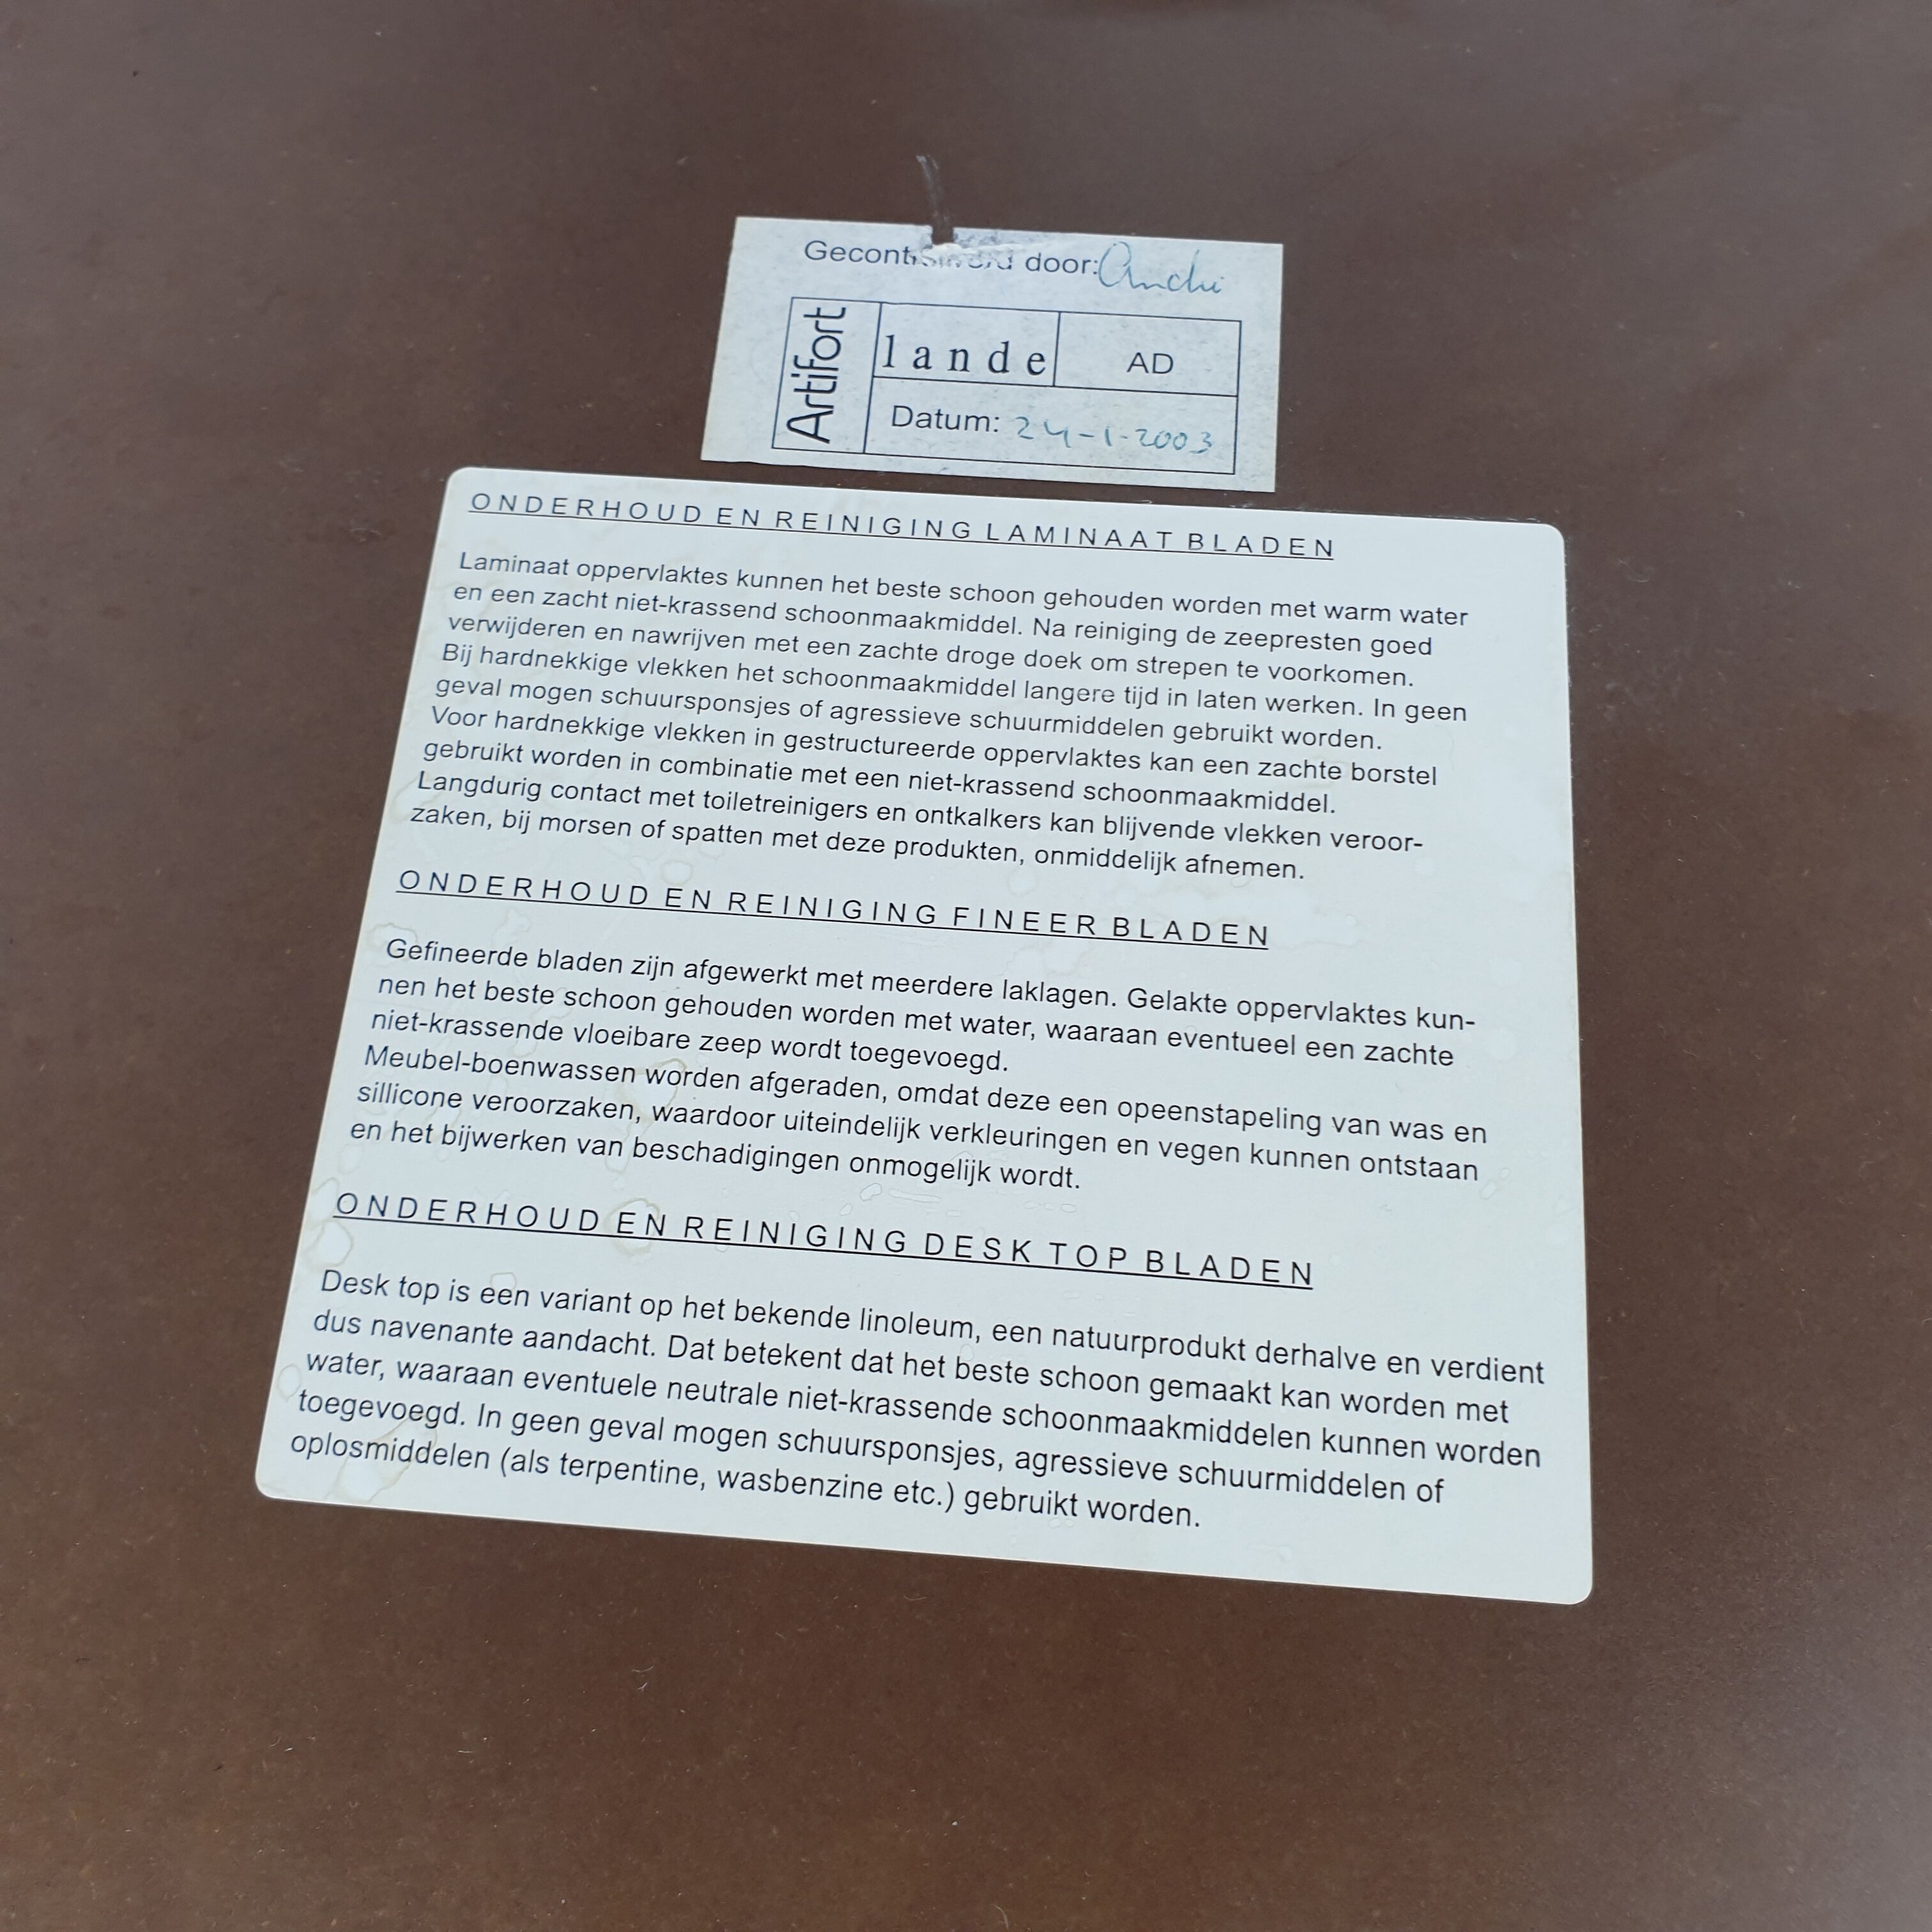 Gecontroleerd door:
Artifort
lande
AD
Datum: 24-1-2003
ONDERHOUD EN REINIGING LAMINAAT BLADEN
Laminaat oppervlaktes kunnen het beste schoon gehouden worden met warm water
en een zacht niet-krassend schoonmaakmiddel. Na reiniging de zeepresten goed
verwijderen en nawrijven met een zachte droge doek om strepen te voorkomen.
Bij hardnekkige vlekken het schoonmaakmiddel langere tijd in laten werken. In geen
geval mogen schuursponsjes of agressieve schuurmiddelen gebruikt worden.
Voor hardnekkige vlekken in gestructureerde oppervlaktes kan een zachte borstel
gebruikt worden in combinatie met een niet-krassend schoonmaakmiddel.
Langdurig contact met toiletreinigers en ontkalkers kan blijvende vlekken veroor-
zaken, bij morsen of spatten met deze produkten, onmiddelijk afnemen.
ONDERHOUD EN REINIGING FINEER BLADEN
Gefineerde bladen zijn afgewerkt met meerdere laklagen. Gelakte oppervlaktes kun-
nen het beste schoon gehouden worden met water, waaraan eventueel een zachte
niet-krassende vloeibare zeep wordt toegevoegd.
Meubel-boenwassen worden afgeraden, omdat deze een opeenstapeling van was en
sillicone veroorzaken, waardoor uiteindelijk verkleuringen en vegen kunnen ontstaan
en het bijwerken van beschadigingen onmogelijk wordt.
ONDERHOUD EN REINIGING DESK TOP BLADEN
Desk top is een variant op het bekende linoleum, een natuurprodukt derhalve en verdient
dus navenante aandacht. Dat betekent dat het beste schoon gemaakt kan worden met
water, waaraan eventuele neutrale niet-krassende schoonmaakmiddelen kunnen worden
toegevoegd. In geen geval mogen schuursponsjes, agressieve schuurmiddelen of
oplosmiddelen (als terpentine, wasbenzine etc.) gebruikt worden.